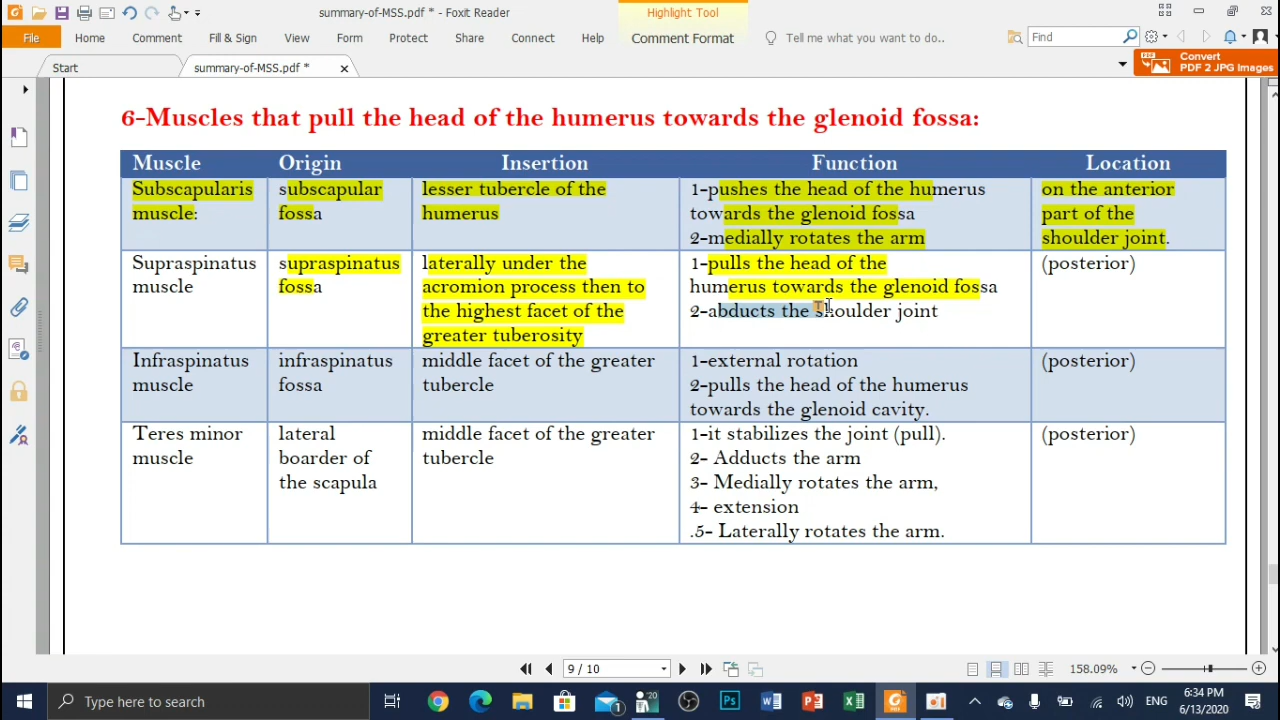 summary-of-MSS.pdf * - Foxit Reader
Highlight Tool
File
Home
Comment
Fill & Sign
View
Form
Protect
Share
Connect
Help
Comment Format
Tell me what you want to do..
Find
Start
summary-of-MSS.pdf *
Convert
PDF 2 JPG Images
6-Muscles that pull the head of the humerus towards the glenoid fossa:
Muscle
Origin
Insertion
Function
Location
Subscapularis
muscle:
subscapular
fossa
lesser tubercle of the
humerus
1-pushes the head of the humerus
towards the glenoid fossa
2-medially rotates the arm
on the anterior
part of the
shoulder joint.
Supraspinatus
muscle
supraspinatus
fossa
laterally under the
acromion process then to
the highest facet of the
greater tuberosity
1-pulls the head of the
humerus towards the glenoid fossa
2-abducts the shoulder joint
(posterior)
Infraspinatus
muscle
infraspinatus
fossa
middle facet of the greater
tubercle
1-external rotation
2-pulls the head of the humerus
towards the glenoid cavity.
(posterior)
Teres minor
muscle
lateral
boarder of
the scapula
middle facet of the greater
tubercle
1-it stabilizes the joint (pull).
2- Adducts the arm
3- Medially rotates the arm,
4- extension
.5- Laterally rotates the arm.
(posterior)
9 / 10
158.09%
Type here to search
ENG
6:34 PM
6/13/2020